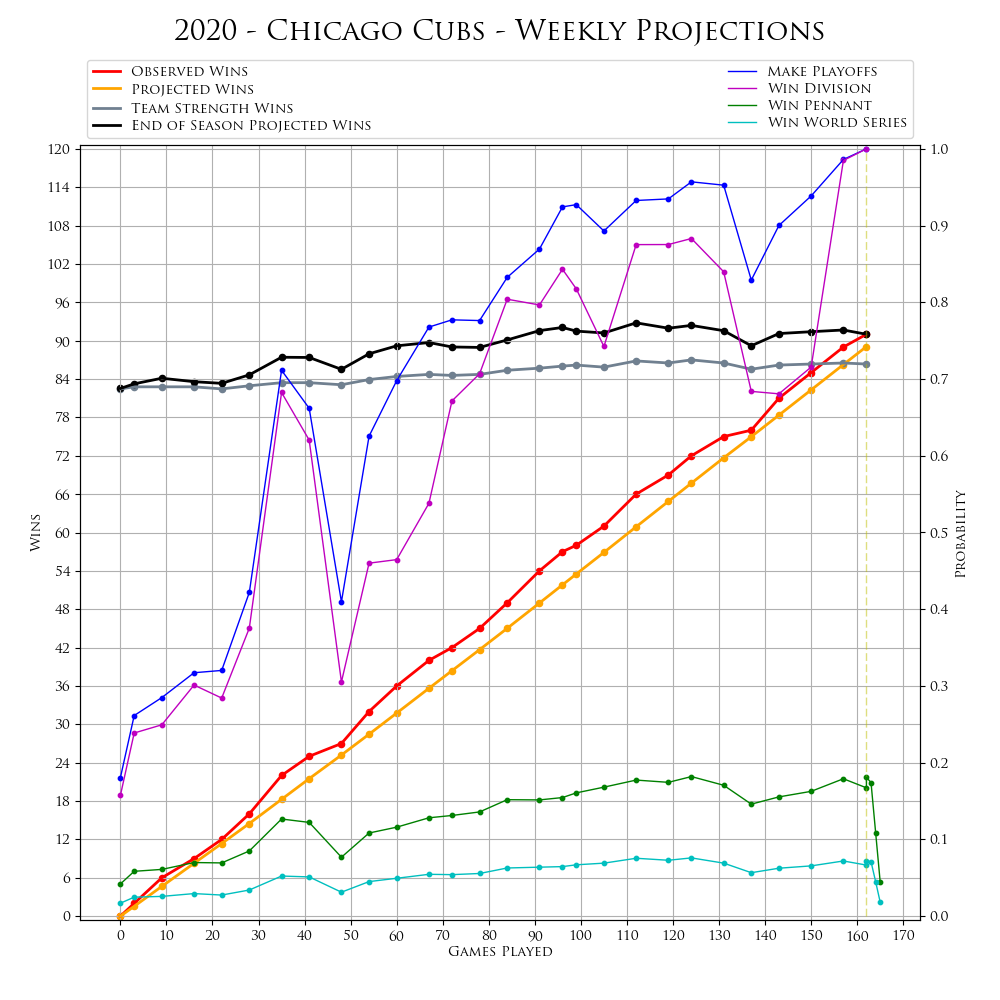 2020 - Chicago Cubs - Weekly Projections
Observed Wins
Projected Wins
Team Strength Wins
End of Season Projected Wins
Make Playoffs
Win Division
Win Pennant
Win World Series
120
114
108
102
96
90
84
78
72
66
60
54
48
42
36
30
24
18
12
6
0
Wins
1.0
0.9
0.8
0.7
0.6
0.5
0.4
0.3
0.2
0.1
0.0
Probability
0 10 20 30 40 50 60 70 80 90 100 110 120 130 140 150 160 170
Games Played